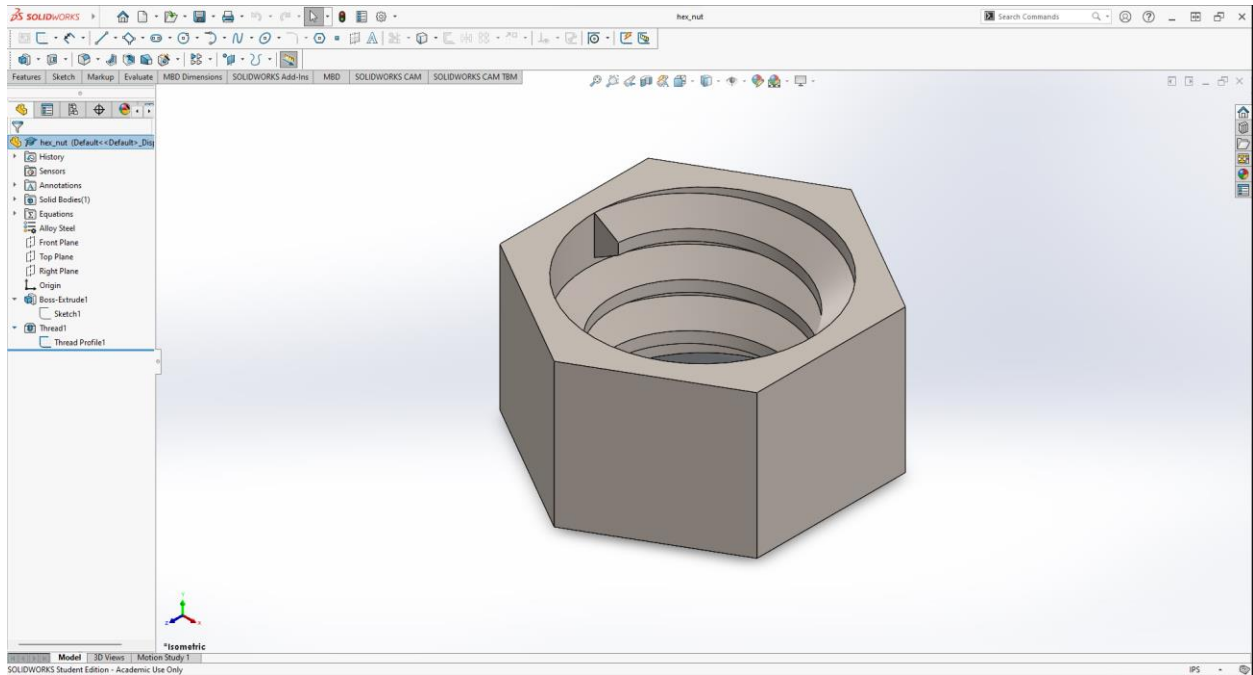 SOLIDWORKS
hex_nut
Search Commands
Features Sketch Markup Evaluate MBD Dimensions SOLIDWORKS Add-Ins MBD SOLIDWORKS CAM SOLIDWORKS CAM TBM
hex_nut (Default<<Default>_Disp
History
Sensors
Annotations
Solid Bodies(1)
Equations
Alloy Steel
Front Plane
Top Plane
Right Plane
Origin
Boss-Extrude1
Sketch1
Thread1
Thread Profile1
Y
Z
X
*Isometric
Model 3D Views Motion Study 1
SOLIDWORKS Student Edition - Academic Use Only
IPS